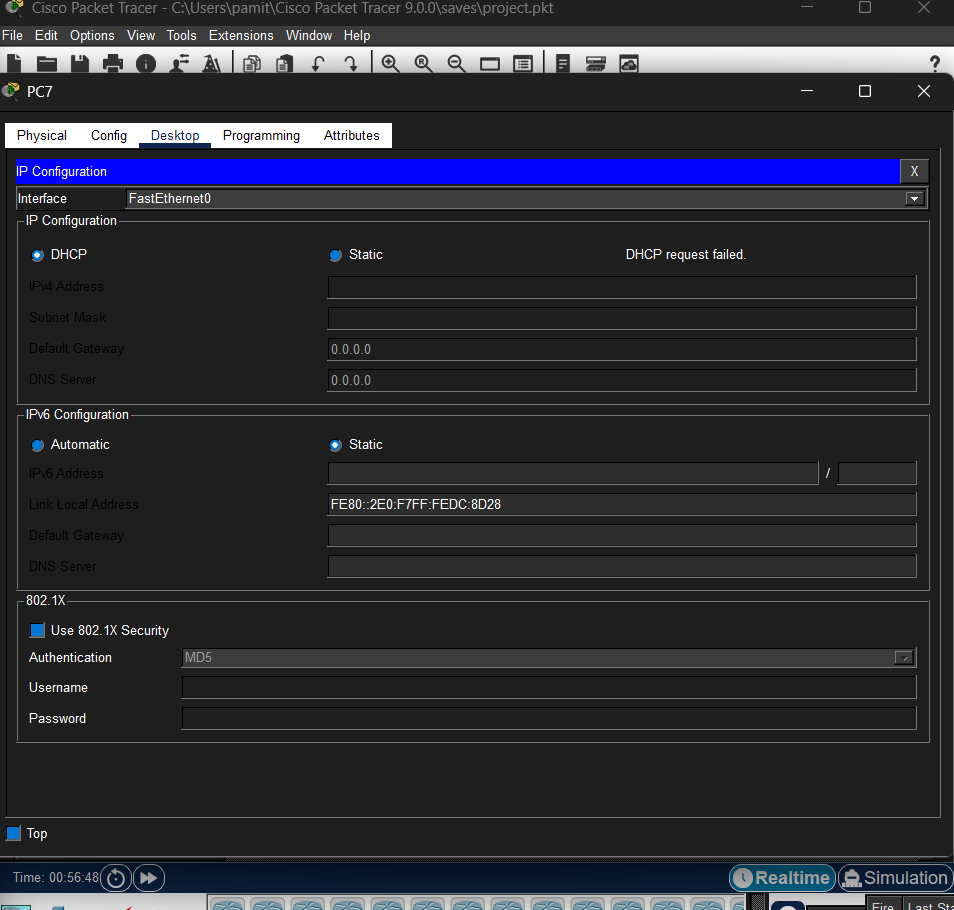 Cisco Packet Tracer - C:\Users\pamit\Cisco Packet Tracer 9.0.0\saves\project.pkt
File Edit Options View Tools Extensions Window Help
PC7
Physical Config Desktop Programming Attributes
IP Configuration X
Interface FastEthernet0
IP Configuration
DHCP Static DHCP request failed.
IPv4 Address
Subnet Mask
Default Gateway 0.0.0.0
DNS Server 0.0.0.0
IPv6 Configuration
Automatic Static
IPv6 Address /
Link Local Address FE80::2E0:F7FF:FEDC:8D28
Default Gateway
DNS Server
802.1X
Use 802.1X Security
Authentication MD5
Username
Password
Top
Time: 00:56:48 Realtime Simulation
Fire Last Sta